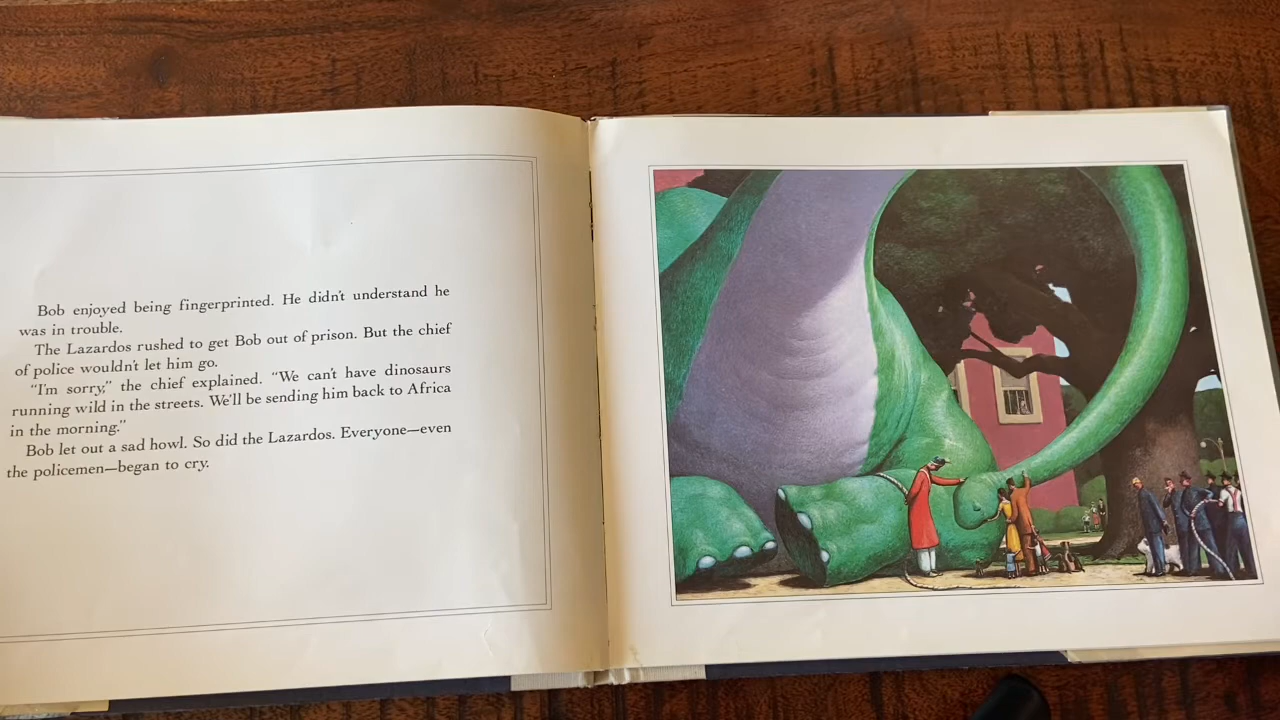 Bob enjoyed being fingerprinted. He didn't understand he
was in trouble.
The Lazardos rushed to get Bob out of prison. But the chief
of police wouldn't let him go.
"I'm sorry," the chief explained. "We can't have dinosaurs
running wild in the streets. We'll be sending him back to Africa
in the morning."
Bob let out a sad howl. So did the Lazardos. Everyone—even
the policemen—began to cry.